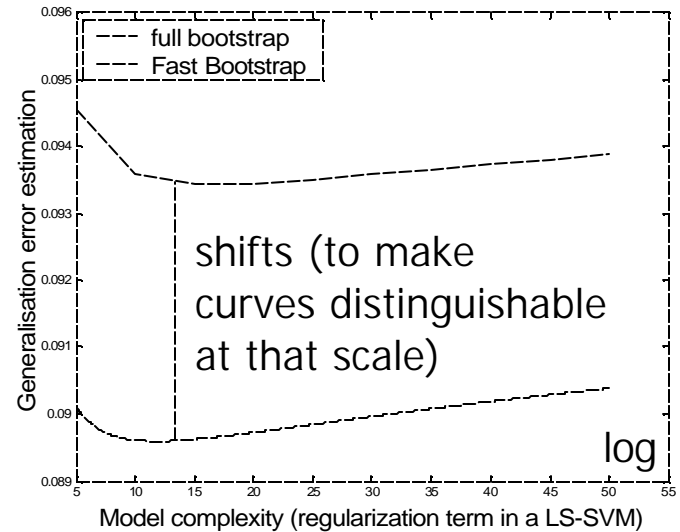 0.096
0.095
0.094
0.093
0.092
0.091
0.09
0.089
Generalisation error estimation
full bootstrap
Fast Bootstrap
shifts (to make
curves distinguishable
at that scale)
log
5 10 15 20 25 30 35 40 45 50 55
Model complexity (regularization term in a LS-SVM)